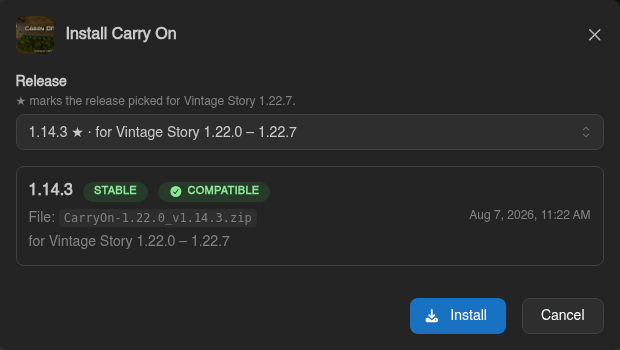 Install Carry On
Release
★ marks the release picked for Vintage Story 1.22.7.
1.14.3 ★ · for Vintage Story 1.22.0 – 1.22.7
1.14.3 STABLE COMPATIBLE
File: CarryOn-1.22.0_v1.14.3.zip
Aug 7, 2026, 11:22 AM
for Vintage Story 1.22.0 – 1.22.7
Install Cancel